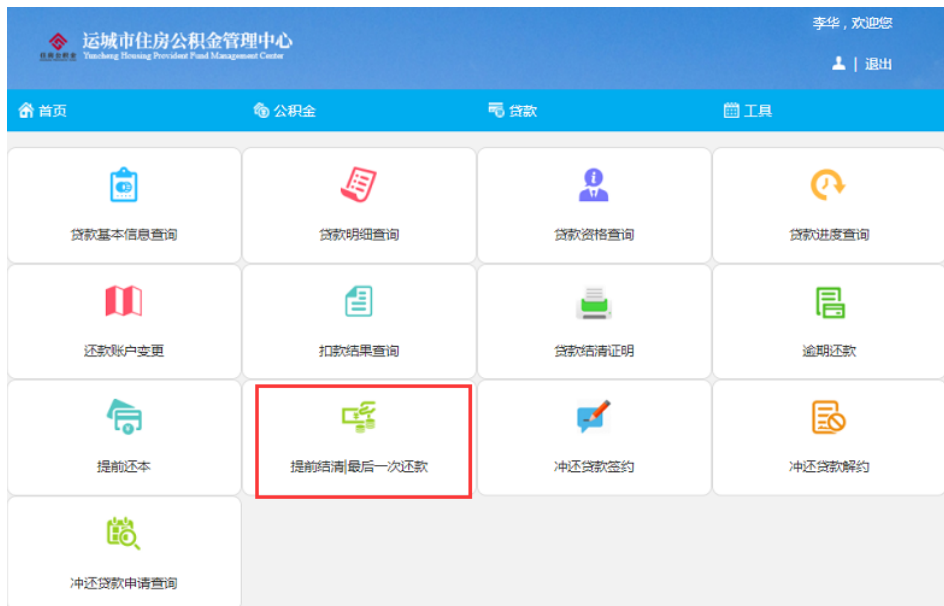 李华，欢迎您
运城市住房公积金管理中心
住房公积金
Yuncheng Housing Provident Fund Management Center
| 退出
首页
公积金
贷款
工具
贷款基本信息查询
贷款明细查询
贷款资格查询
贷款进度查询
还款账户变更
扣款结果查询
贷款结清证明
逾期还款
提前还本
提前结清|最后一次还款
冲还贷款签约
冲还贷款解约
冲还贷款申请查询